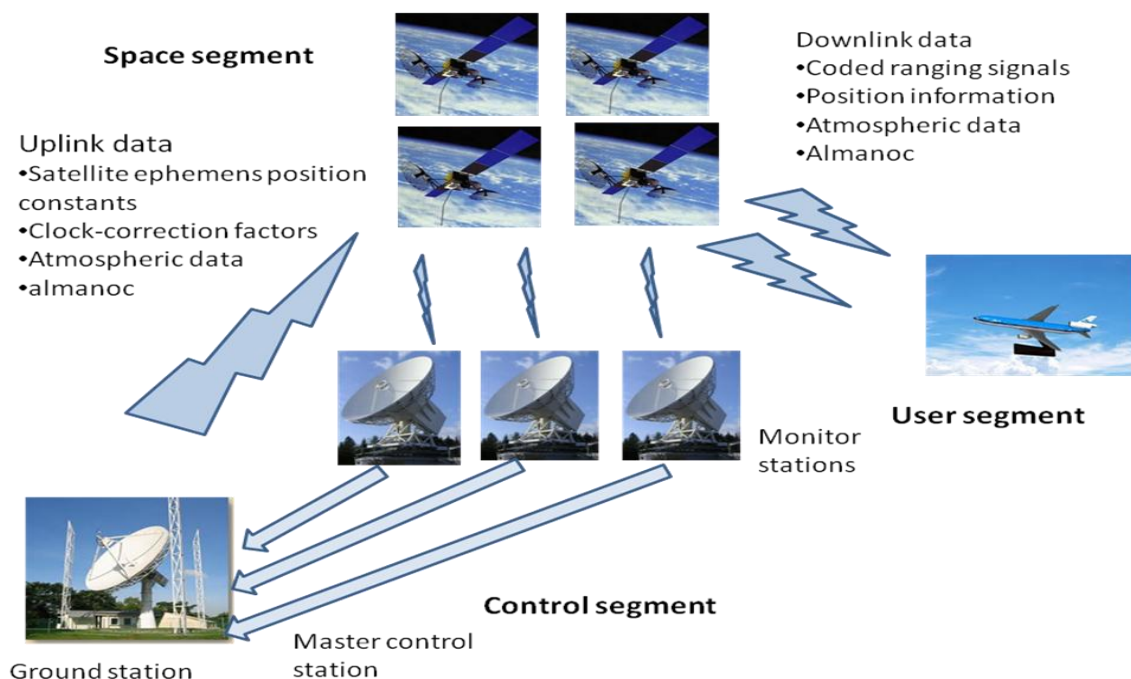 Space segment
Downlink data
•Coded ranging signals
•Position information
•Atmospheric data
•Almanoc
Uplink data
•Satellite ephemens position
constants
•Clock-correction factors
•Atmospheric data
•almanoc
User segment
Monitor
stations
Control segment
Master control
station
Ground station